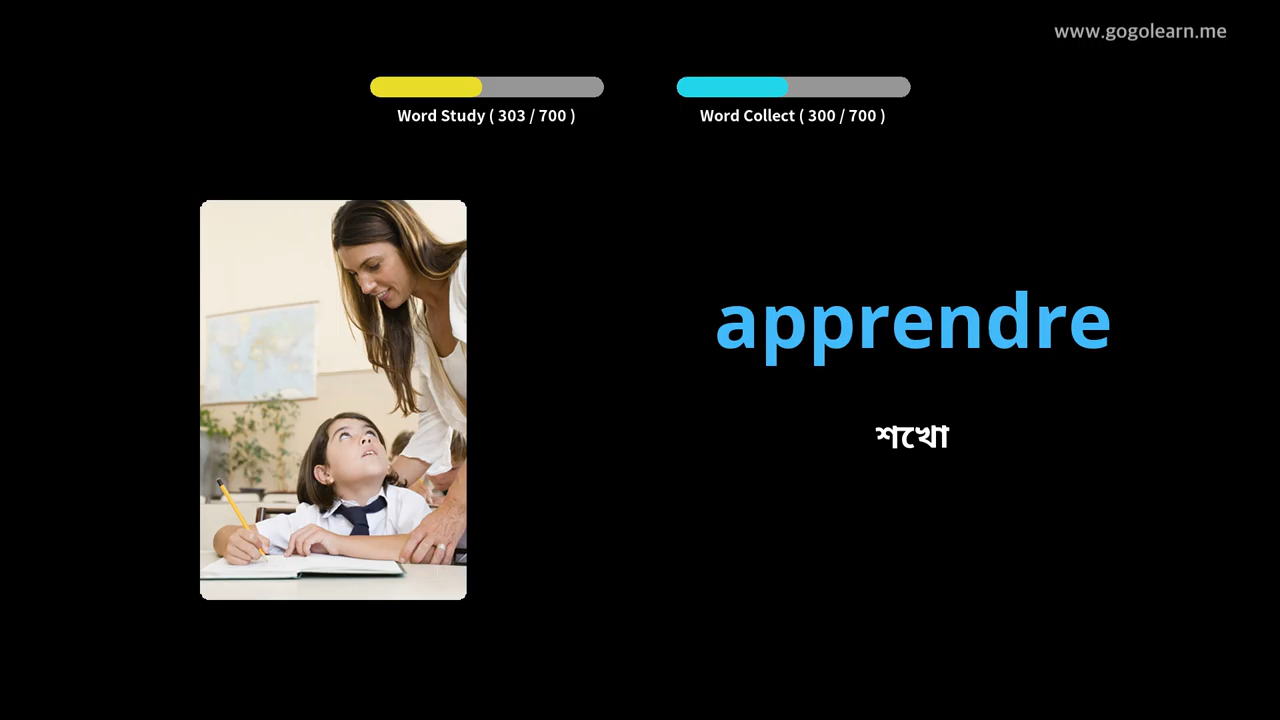 www.gogolearn.me
Word Study ( 303 / 700 )
Word Collect ( 300 / 700 )
apprendre
শেখো